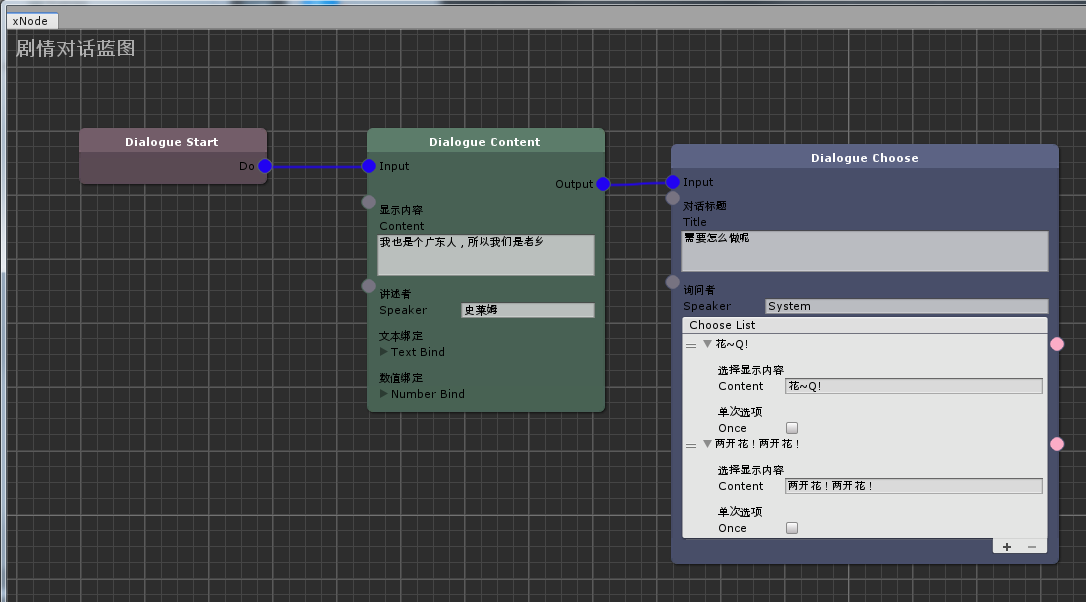 xNode
剧情对话蓝图
Dialogue Start
Do
Dialogue Content
Input
Output
显示内容
Content
我也是个广东人，所以我们是老乡
讲述者
Speaker 史莱姆
文本绑定
Text Bind
数值绑定
Number Bind
Dialogue Choose
Input
对话标题
Title
需要怎么做呢
询问者
Speaker System
Choose List
花~Q!
选择显示内容
Content 花~Q!
单次选项
Once
两开花！两开花！
选择显示内容
Content 两开花！两开花！
单次选项
Once